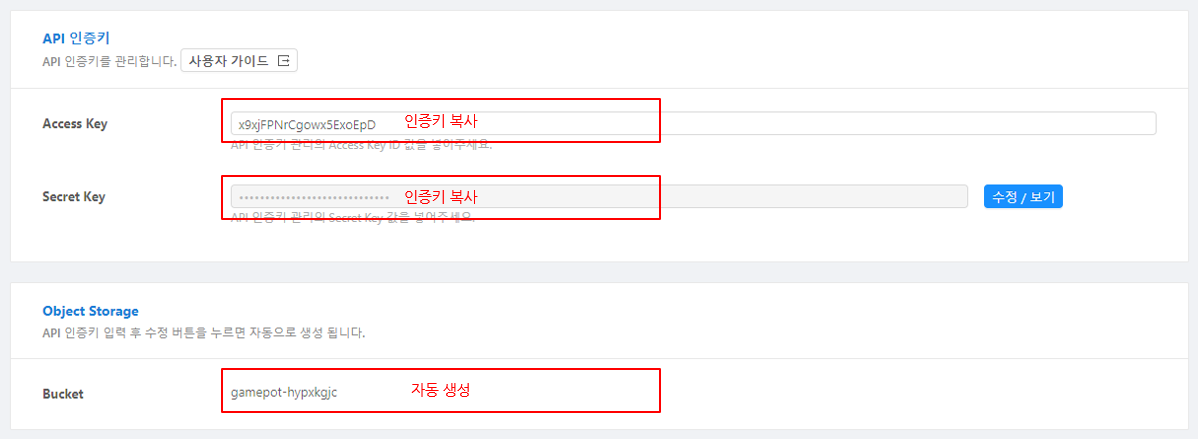 API 인증키
API 인증키를 관리합니다. 사용자 가이드
Access Key x9xjFPNrCgowx5ExoEpD 인증키 복사
API 인증키 관리의 Access Key ID 값을 넣어주세요.
Secret Key ••••••••••••••••••••••••••••• 인증키 복사 수정 / 보기
API 인증키 관리의 Secret Key 값을 넣어주세요.
Object Storage
API 인증키 입력 후 수정 버튼을 누르면 자동으로 생성 됩니다.
Bucket gamepot-hypxkgjc 자동 생성